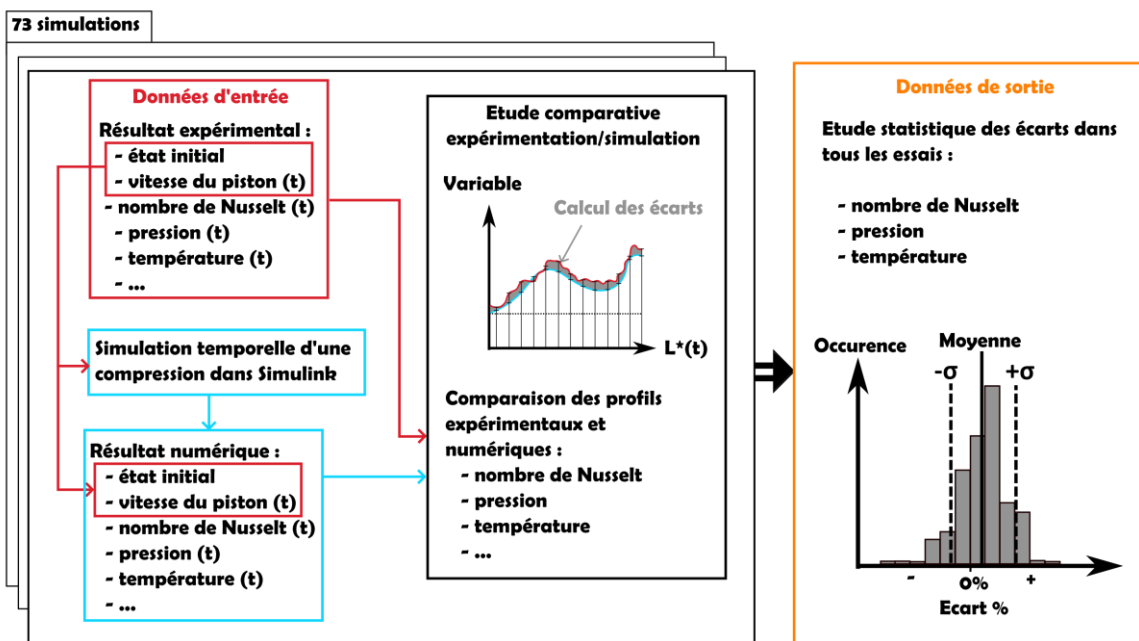 73 simulations
Données d'entrée
Résultat expérimental :
- état initial
- vitesse du piston (t)
- nombre de Nusselt (t)
- pression (t)
- température (t)
- ...
Simulation temporelle d'une
compression dans Simulink
Résultat numérique :
- état initial
- vitesse du piston (t)
- nombre de Nusselt (t)
- pression (t)
- température (t)
- ...
Etude comparative
expérimentation/simulation
Variable
Calcul des écarts
L*(t)
Comparaison des profils
expérimentaux et
numériques :
- nombre de Nusselt
- pression
- température
- ...
Données de sortie
Etude statistique des écarts dans
tous les essais :
- nombre de Nusselt
- pression
- température
Occurence
Moyenne
-σ
+σ
-
0%
+
Ecart %